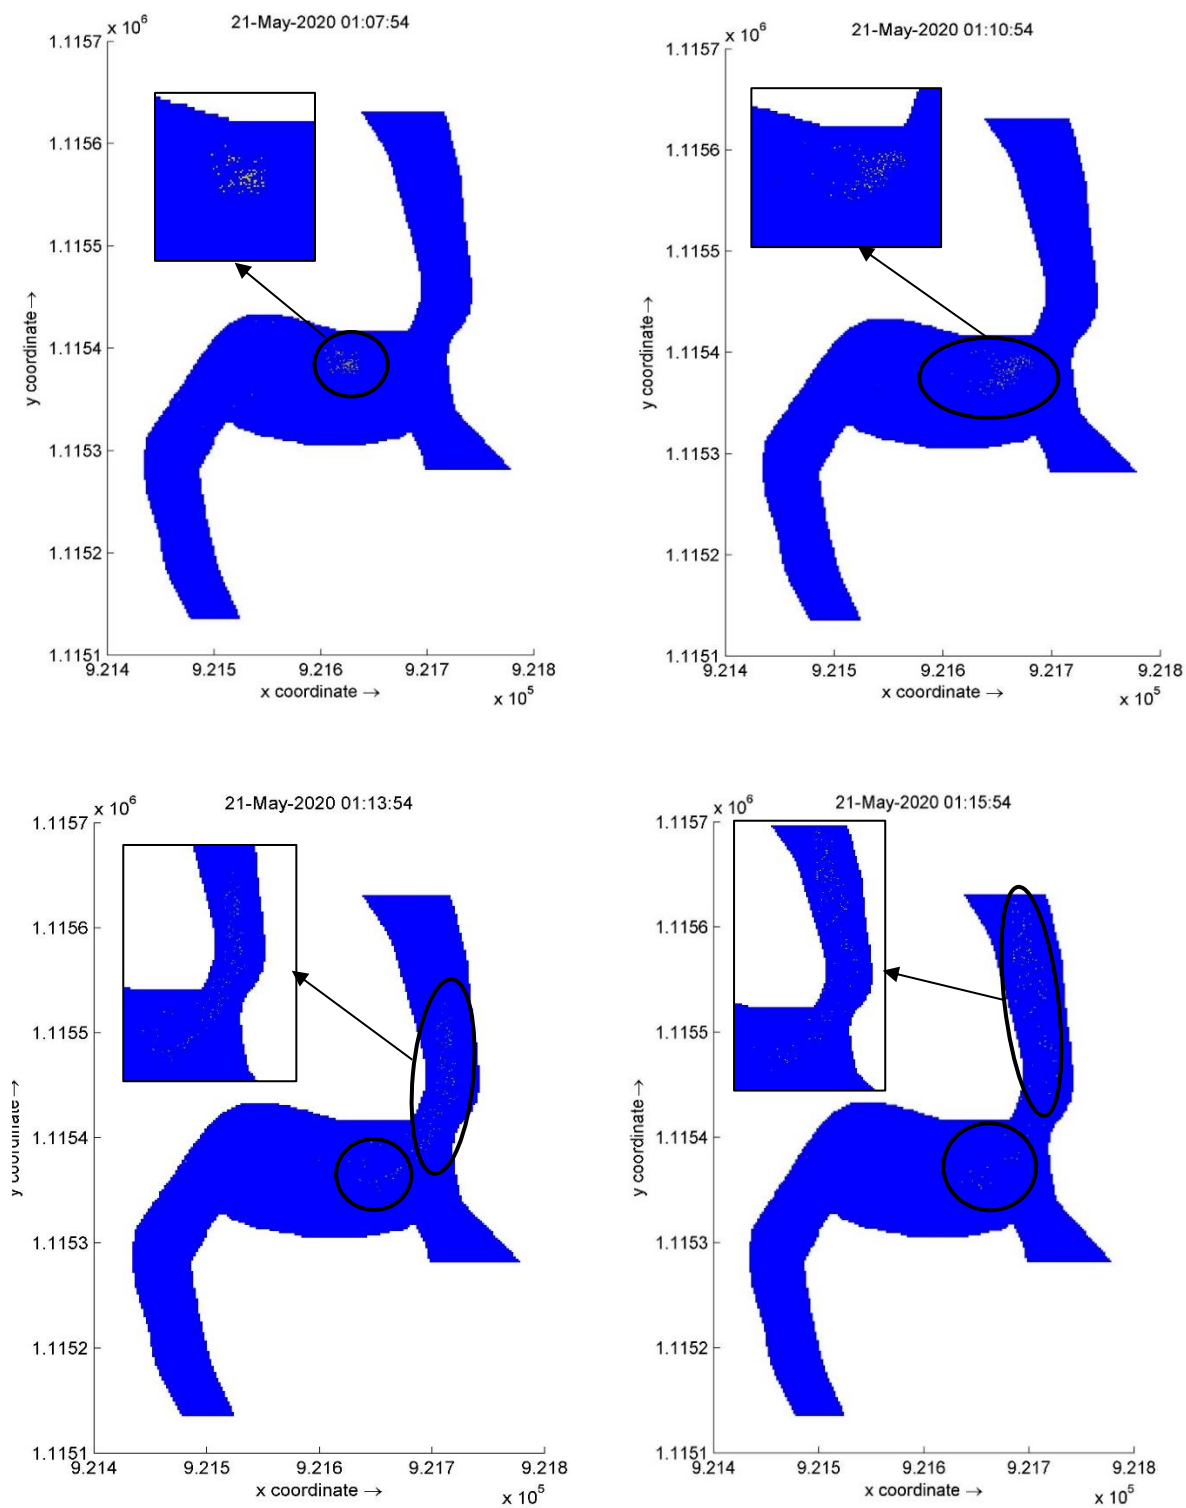 21-May-2020 01:07:54
x 10^6
1.1157
1.1156
1.1155
1.1154
1.1153
1.1152
1.1151
y coordinate →
9.214 9.215 9.216 9.217 9.218
x coordinate →
x 10^5
21-May-2020 01:10:54
x 10^6
1.1157
1.1156
1.1155
1.1154
1.1153
1.1152
1.1151
y coordinate →
9.214 9.215 9.216 9.217 9.218
x coordinate →
x 10^5
21-May-2020 01:13:54
x 10^6
1.1157
1.1156
1.1155
1.1154
1.1153
1.1152
1.1151
y coordinate →
9.214 9.215 9.216 9.217 9.218
x coordinate →
x 10^5
21-May-2020 01:15:54
x 10^6
1.1157
1.1156
1.1155
1.1154
1.1153
1.1152
1.1151
y coordinate →
9.214 9.215 9.216 9.217 9.218
x coordinate →
x 10^5